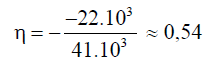 η = − −22.10³ / 41.10³ ≈ 0,54